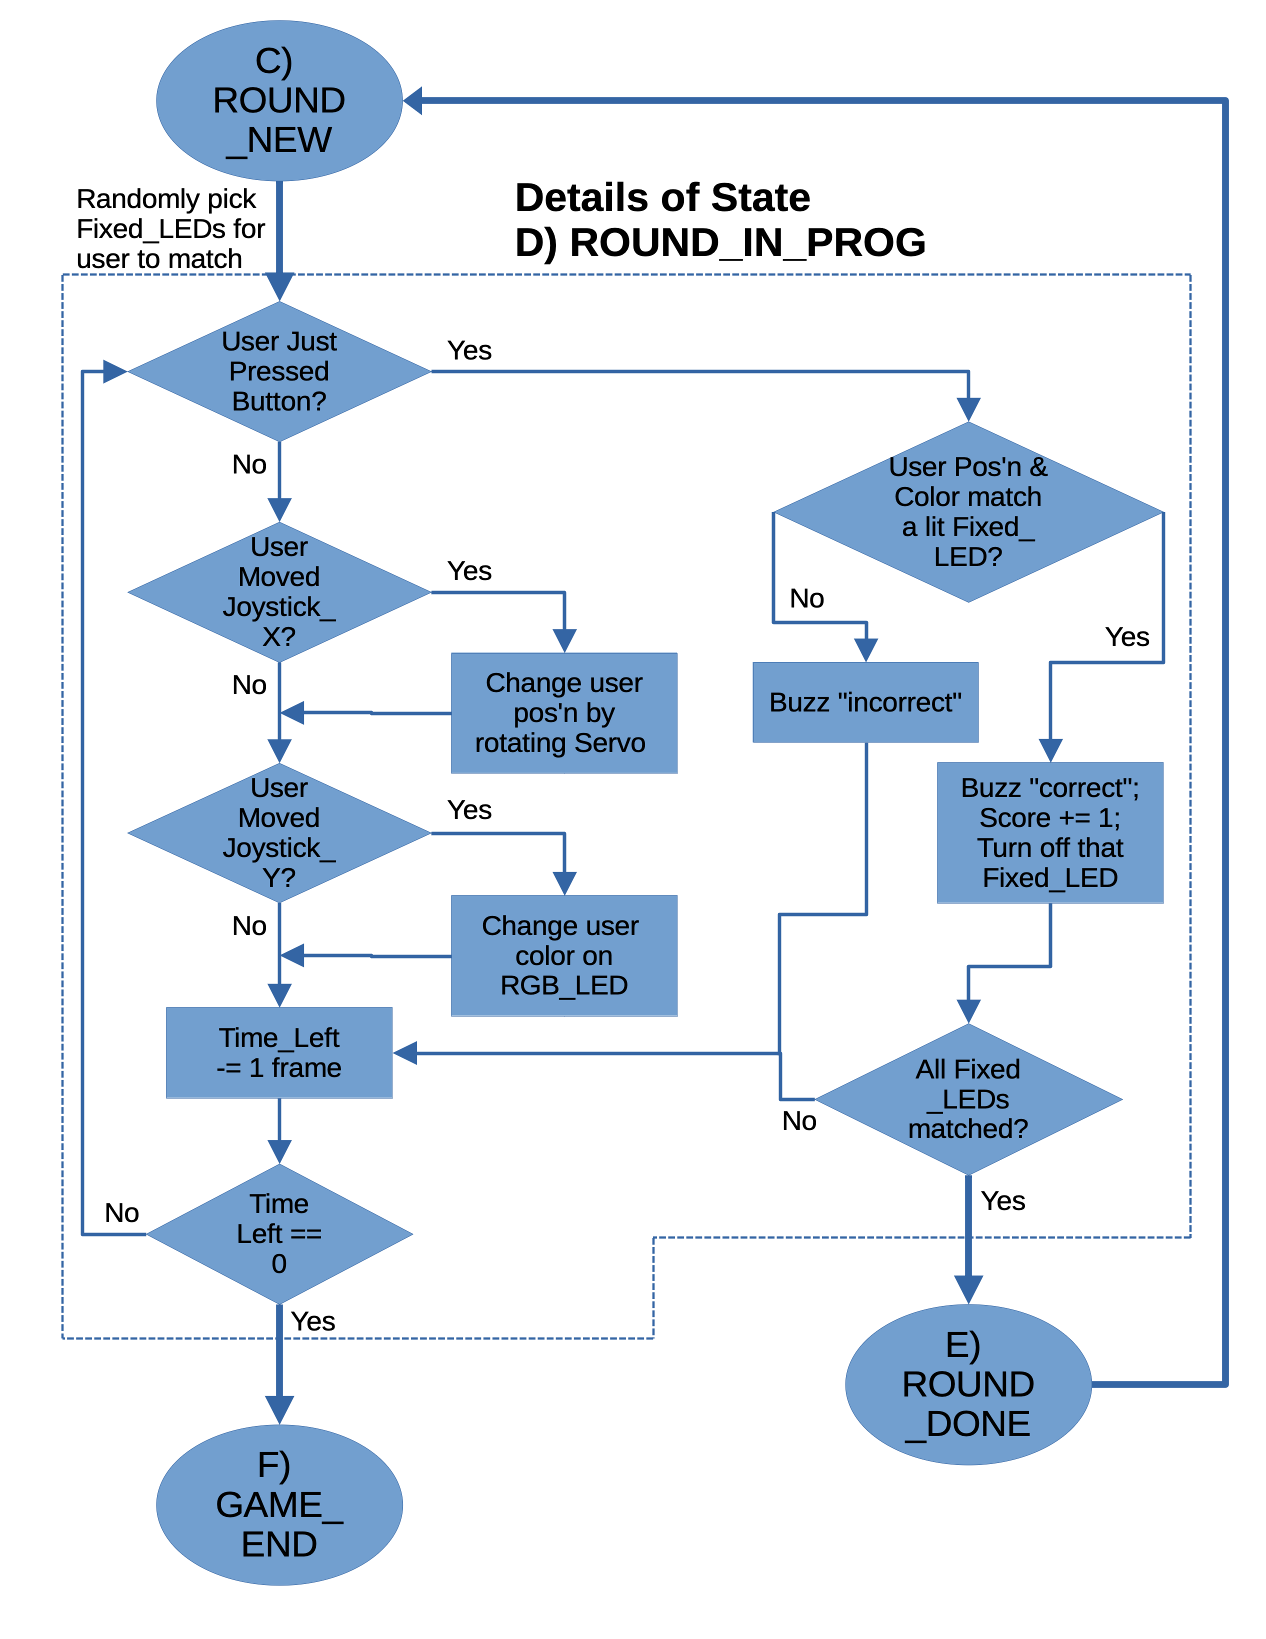 C)
ROUND
_NEW
Randomly pick
Fixed_LEDs for
user to match
Details of State
D) ROUND_IN_PROG
User Just
Pressed
Button?
Yes
No
User Pos'n &
Color match
a lit Fixed_
LED?
User
Moved
Joystick_
X?
Yes
No
No
Yes
Change user
pos'n by
rotating Servo
Buzz "incorrect"
User
Moved
Joystick_
Y?
Yes
No
Buzz "correct";
Score += 1;
Turn off that
Fixed_LED
Change user
color on
RGB_LED
Time_Left
-= 1 frame
All Fixed
_LEDs
matched?
No
Yes
Time
Left ==
0
No
Yes
E)
ROUND
_DONE
F)
GAME_
END